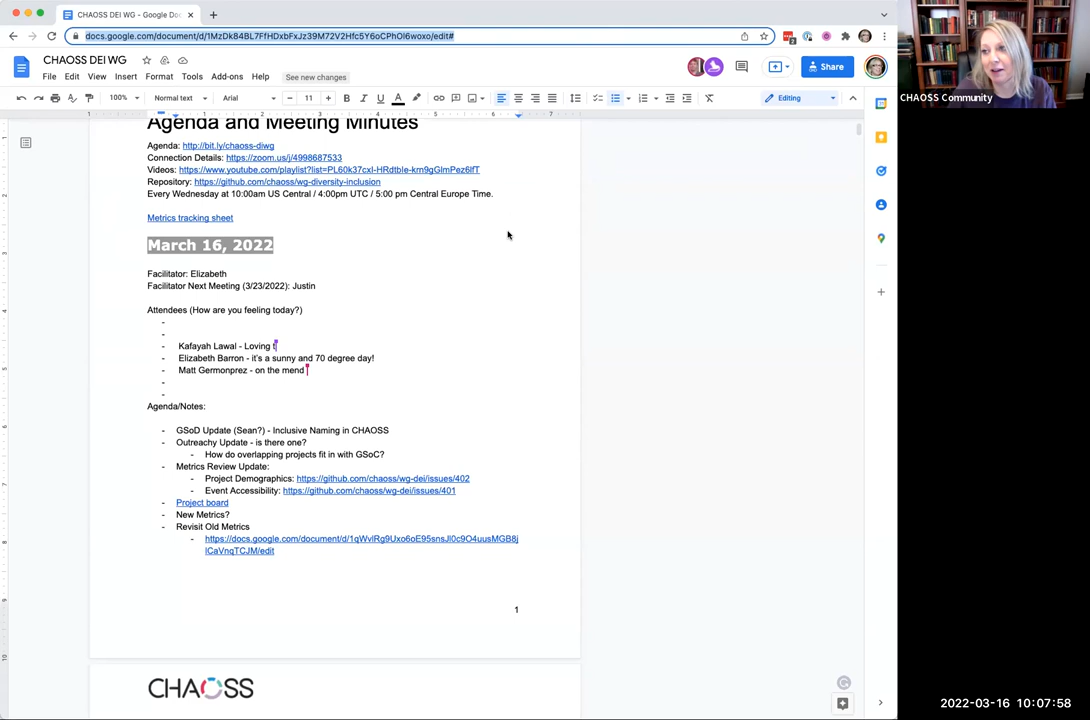 CHAOSS DEI WG - Google Doc
docs.google.com/document/d/1MzDk84BL7FfHDxbFxJz39M72V2Hfc5Y6oCPhOl6woxo/edit#
CHAOSS DEI WG
File Edit View Insert Format Tools Add-ons Help See new changes
Share
100% Normal text Arial 11 Editing
CHAOSS Community
Agenda and Meeting Minutes
Agenda: http://bit.ly/chaoss-diwg
Connection Details: https://zoom.us/j/4998687533
Videos: https://www.youtube.com/playlist?list=PL60k37cxI-HRdtble-krn9gGlmPez6lfT
Repository: https://github.com/chaoss/wg-diversity-inclusion
Every Wednesday at 10:00am US Central / 4:00pm UTC / 5:00 pm Central Europe Time.
Metrics tracking sheet
March 16, 2022
Facilitator: Elizabeth
Facilitator Next Meeting (3/23/2022): Justin
Attendees (How are you feeling today?)
-
-
- Kafayah Lawal - Loving t
- Elizabeth Barron - it's a sunny and 70 degree day!
- Matt Germonprez - on the mend
-
-
Agenda/Notes:
- GSoD Update (Sean?) - Inclusive Naming in CHAOSS
- Outreachy Update - is there one?
- How do overlapping projects fit in with GSoC?
- Metrics Review Update:
- Project Demographics: https://github.com/chaoss/wg-dei/issues/402
- Event Accessibility: https://github.com/chaoss/wg-dei/issues/401
- Project board
- New Metrics?
- Revisit Old Metrics
- https://docs.google.com/document/d/1qWvlRg9Uxo6oE95snsJl0c9O4uusMGB8j
lCaVnqTCJM/edit
1
CHAOSS
2022-03-16 10:07:58